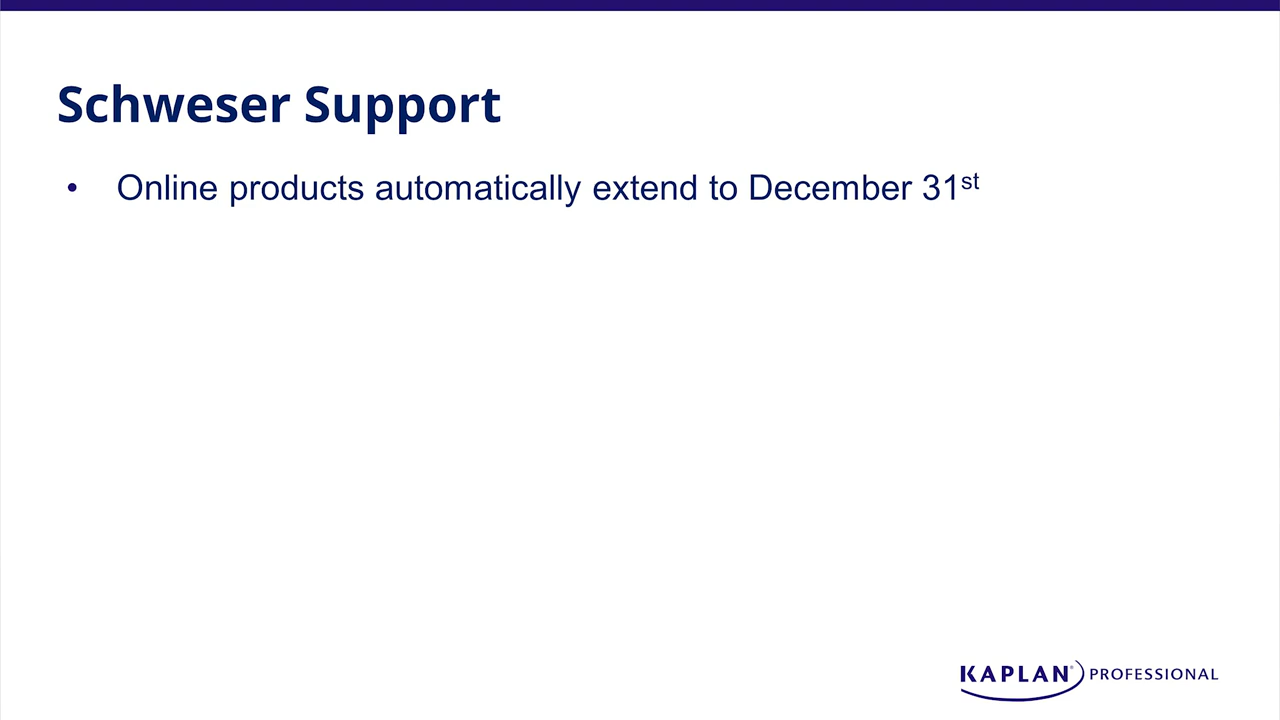 Schweser Support
• Online products automatically extend to December 31st
KAPLAN® PROFESSIONAL